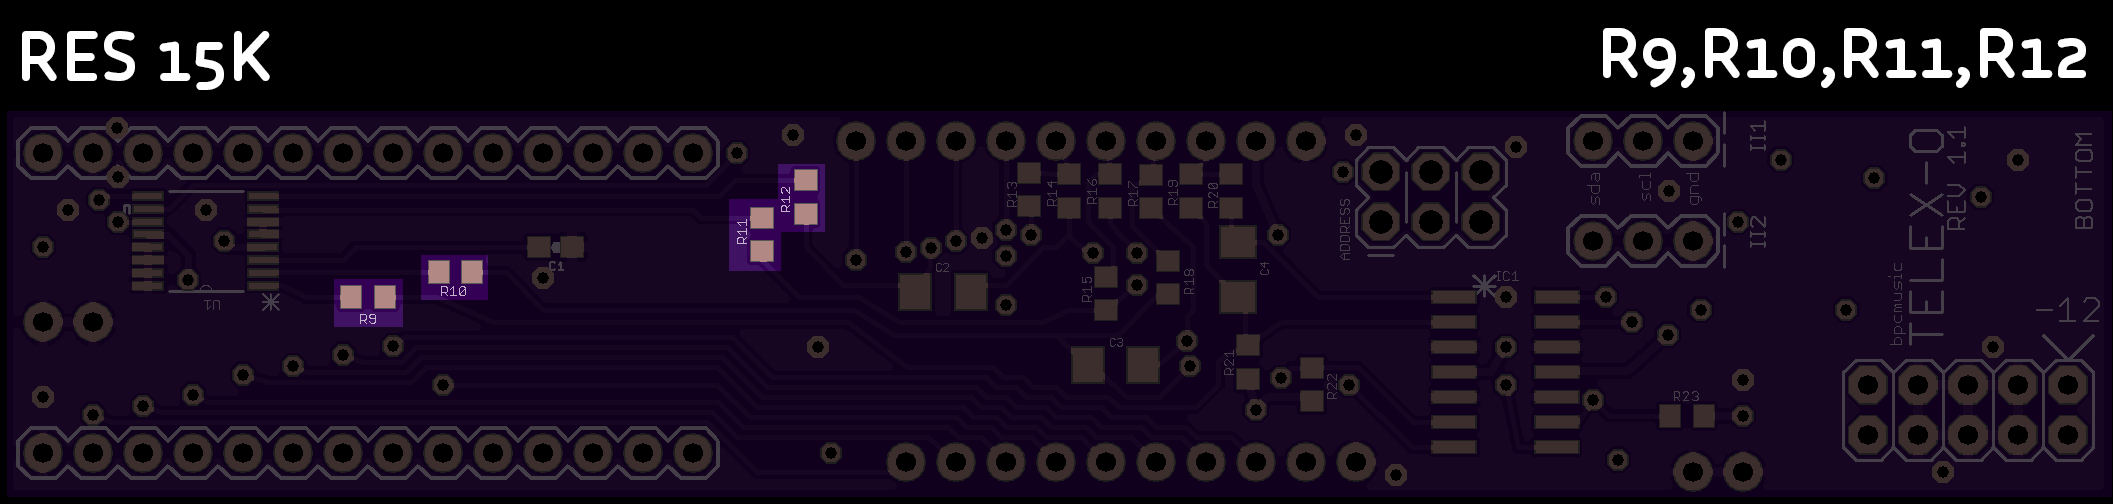 RES 15K
R9,R10,R11,R12
II1
REV 1.1
BOTTOM
R12
R13
R14
R16
R17
R19
R20
sda
scl
gnd
ADDRESS
TELEX-O
II2
R11
C1
C2
C4
R10
R15
R18
IC1
U1
R9
bpcmusic
-12
C3
R21
R22
R23